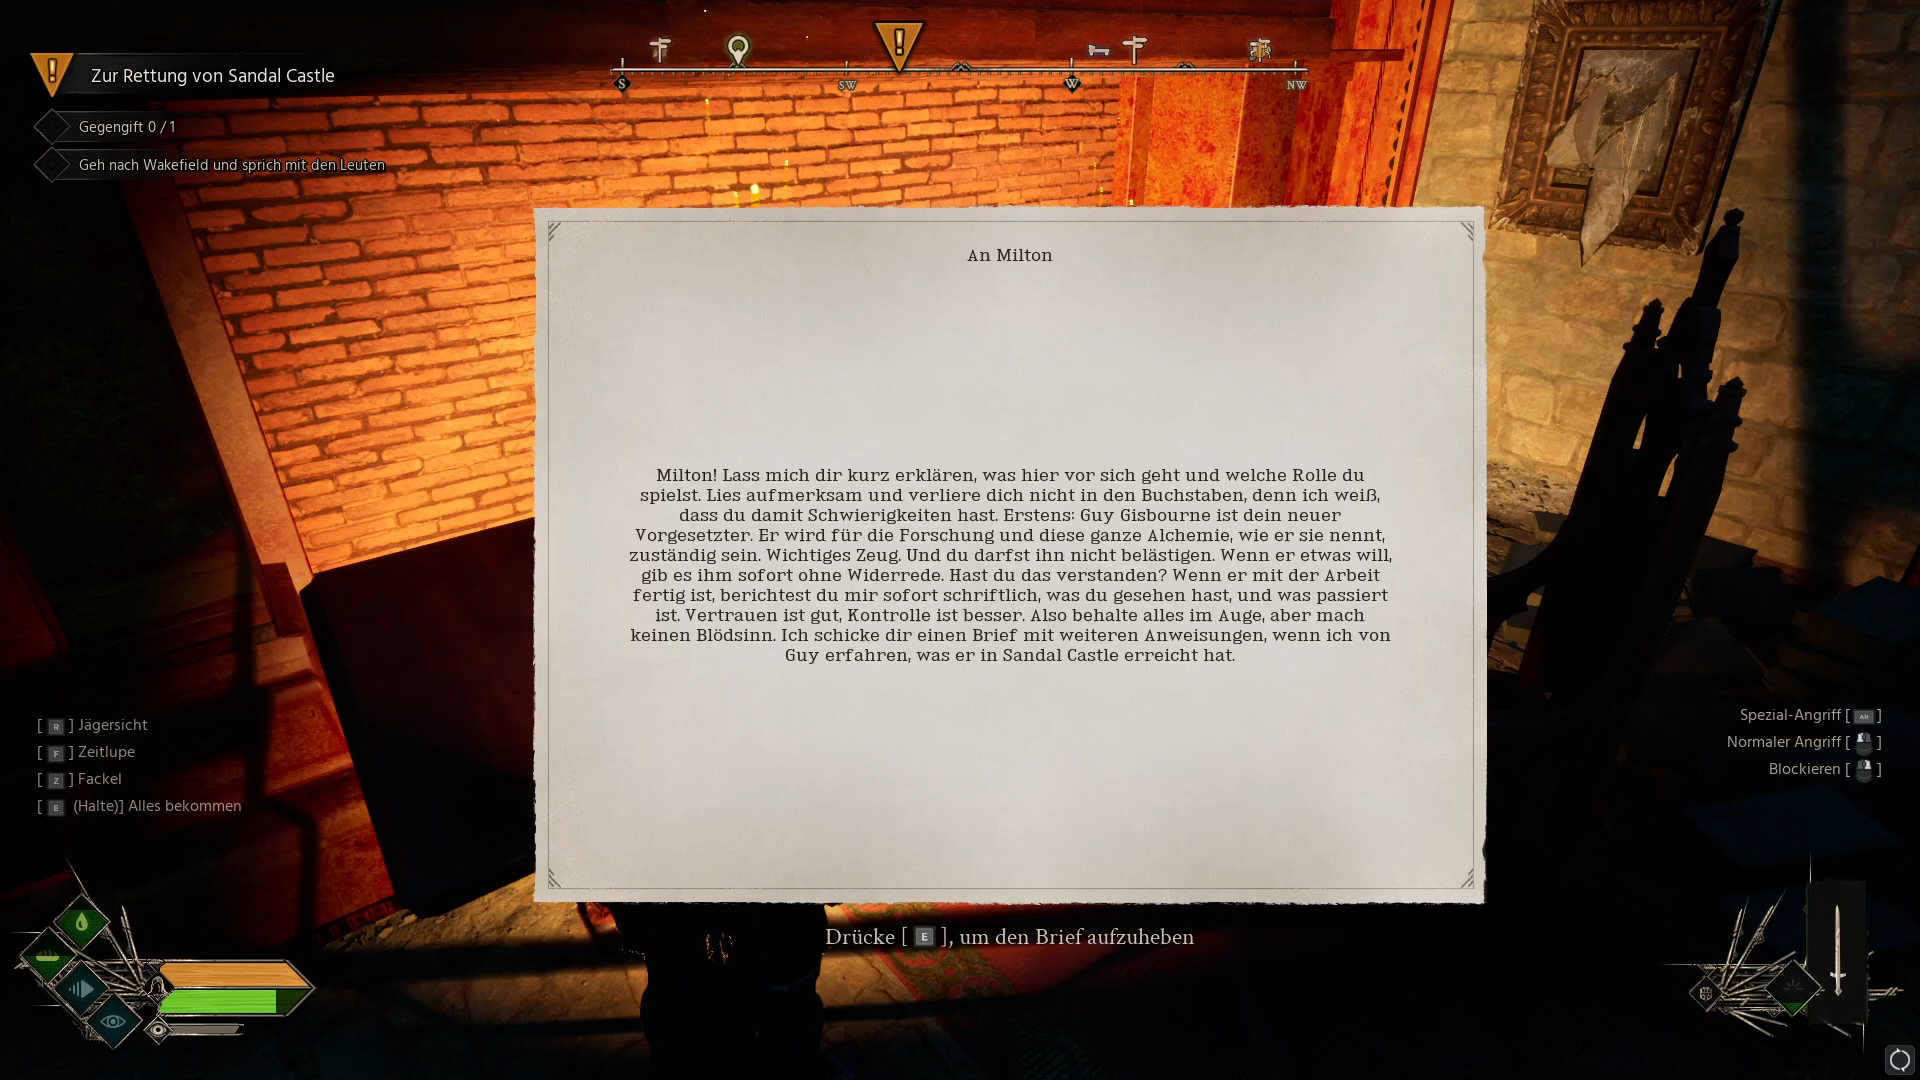 Zur Rettung von Sandal Castle
Gegengift 0 / 1
Geh nach Wakefield und sprich mit den Leuten
S
SW
W
NW
An Milton
Milton! Lass mich dir kurz erklären, was hier vor sich geht und welche Rolle du
spielst. Lies aufmerksam und verliere dich nicht in den Buchstaben, denn ich weiß,
dass du damit Schwierigkeiten hast. Erstens: Guy Gisbourne ist dein neuer
Vorgesetzter. Er wird für die Forschung und diese ganze Alchemie, wie er sie nennt,
zuständig sein. Wichtiges Zeug. Und du darfst ihn nicht belästigen. Wenn er etwas will,
gib es ihm sofort ohne Widerrede. Hast du das verstanden? Wenn er mit der Arbeit
fertig ist, berichtest du mir sofort schriftlich, was du gesehen hast, und was passiert
ist. Vertrauen ist gut, Kontrolle ist besser. Also behalte alles im Auge, aber mach
keinen Blödsinn. Ich schicke dir einen Brief mit weiteren Anweisungen, wenn ich von
Guy erfahren, was er in Sandal Castle erreicht hat.
Drücke [ E ], um den Brief aufzuheben
[ R ] Jägersicht
[ F ] Zeitlupe
[ Z ] Fackel
[ E (Halte)] Alles bekommen
Spezial-Angriff [ Alt ]
Normaler Angriff [ ]
Blockieren [ ]